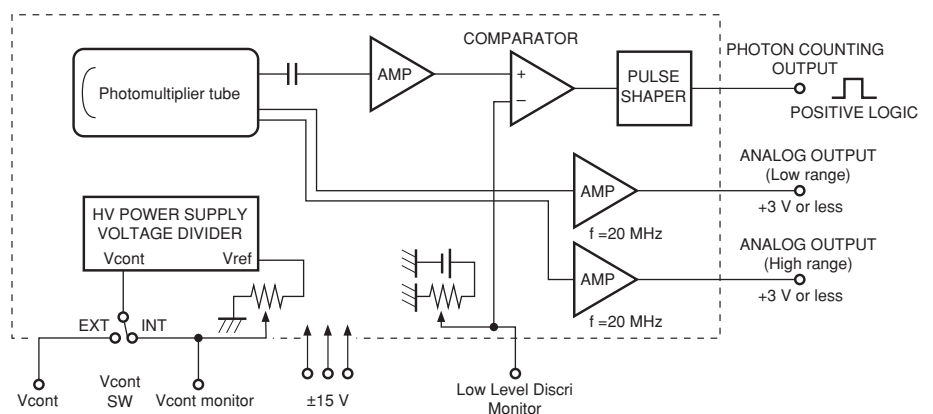 COMPARATOR
PHOTON COUNTING
OUTPUT
POSITIVE LOGIC
Photomultiplier tube
AMP
+
–
PULSE
SHAPER
ANALOG OUTPUT
(Low range)
+3 V or less
AMP
f =20 MHz
HV POWER SUPPLY
VOLTAGE DIVIDER
Vcont
Vref
ANALOG OUTPUT
(High range)
+3 V or less
AMP
f =20 MHz
EXT
INT
Vcont
Vcont
SW
Vcont monitor
±15 V
Low Level Discri
Monitor